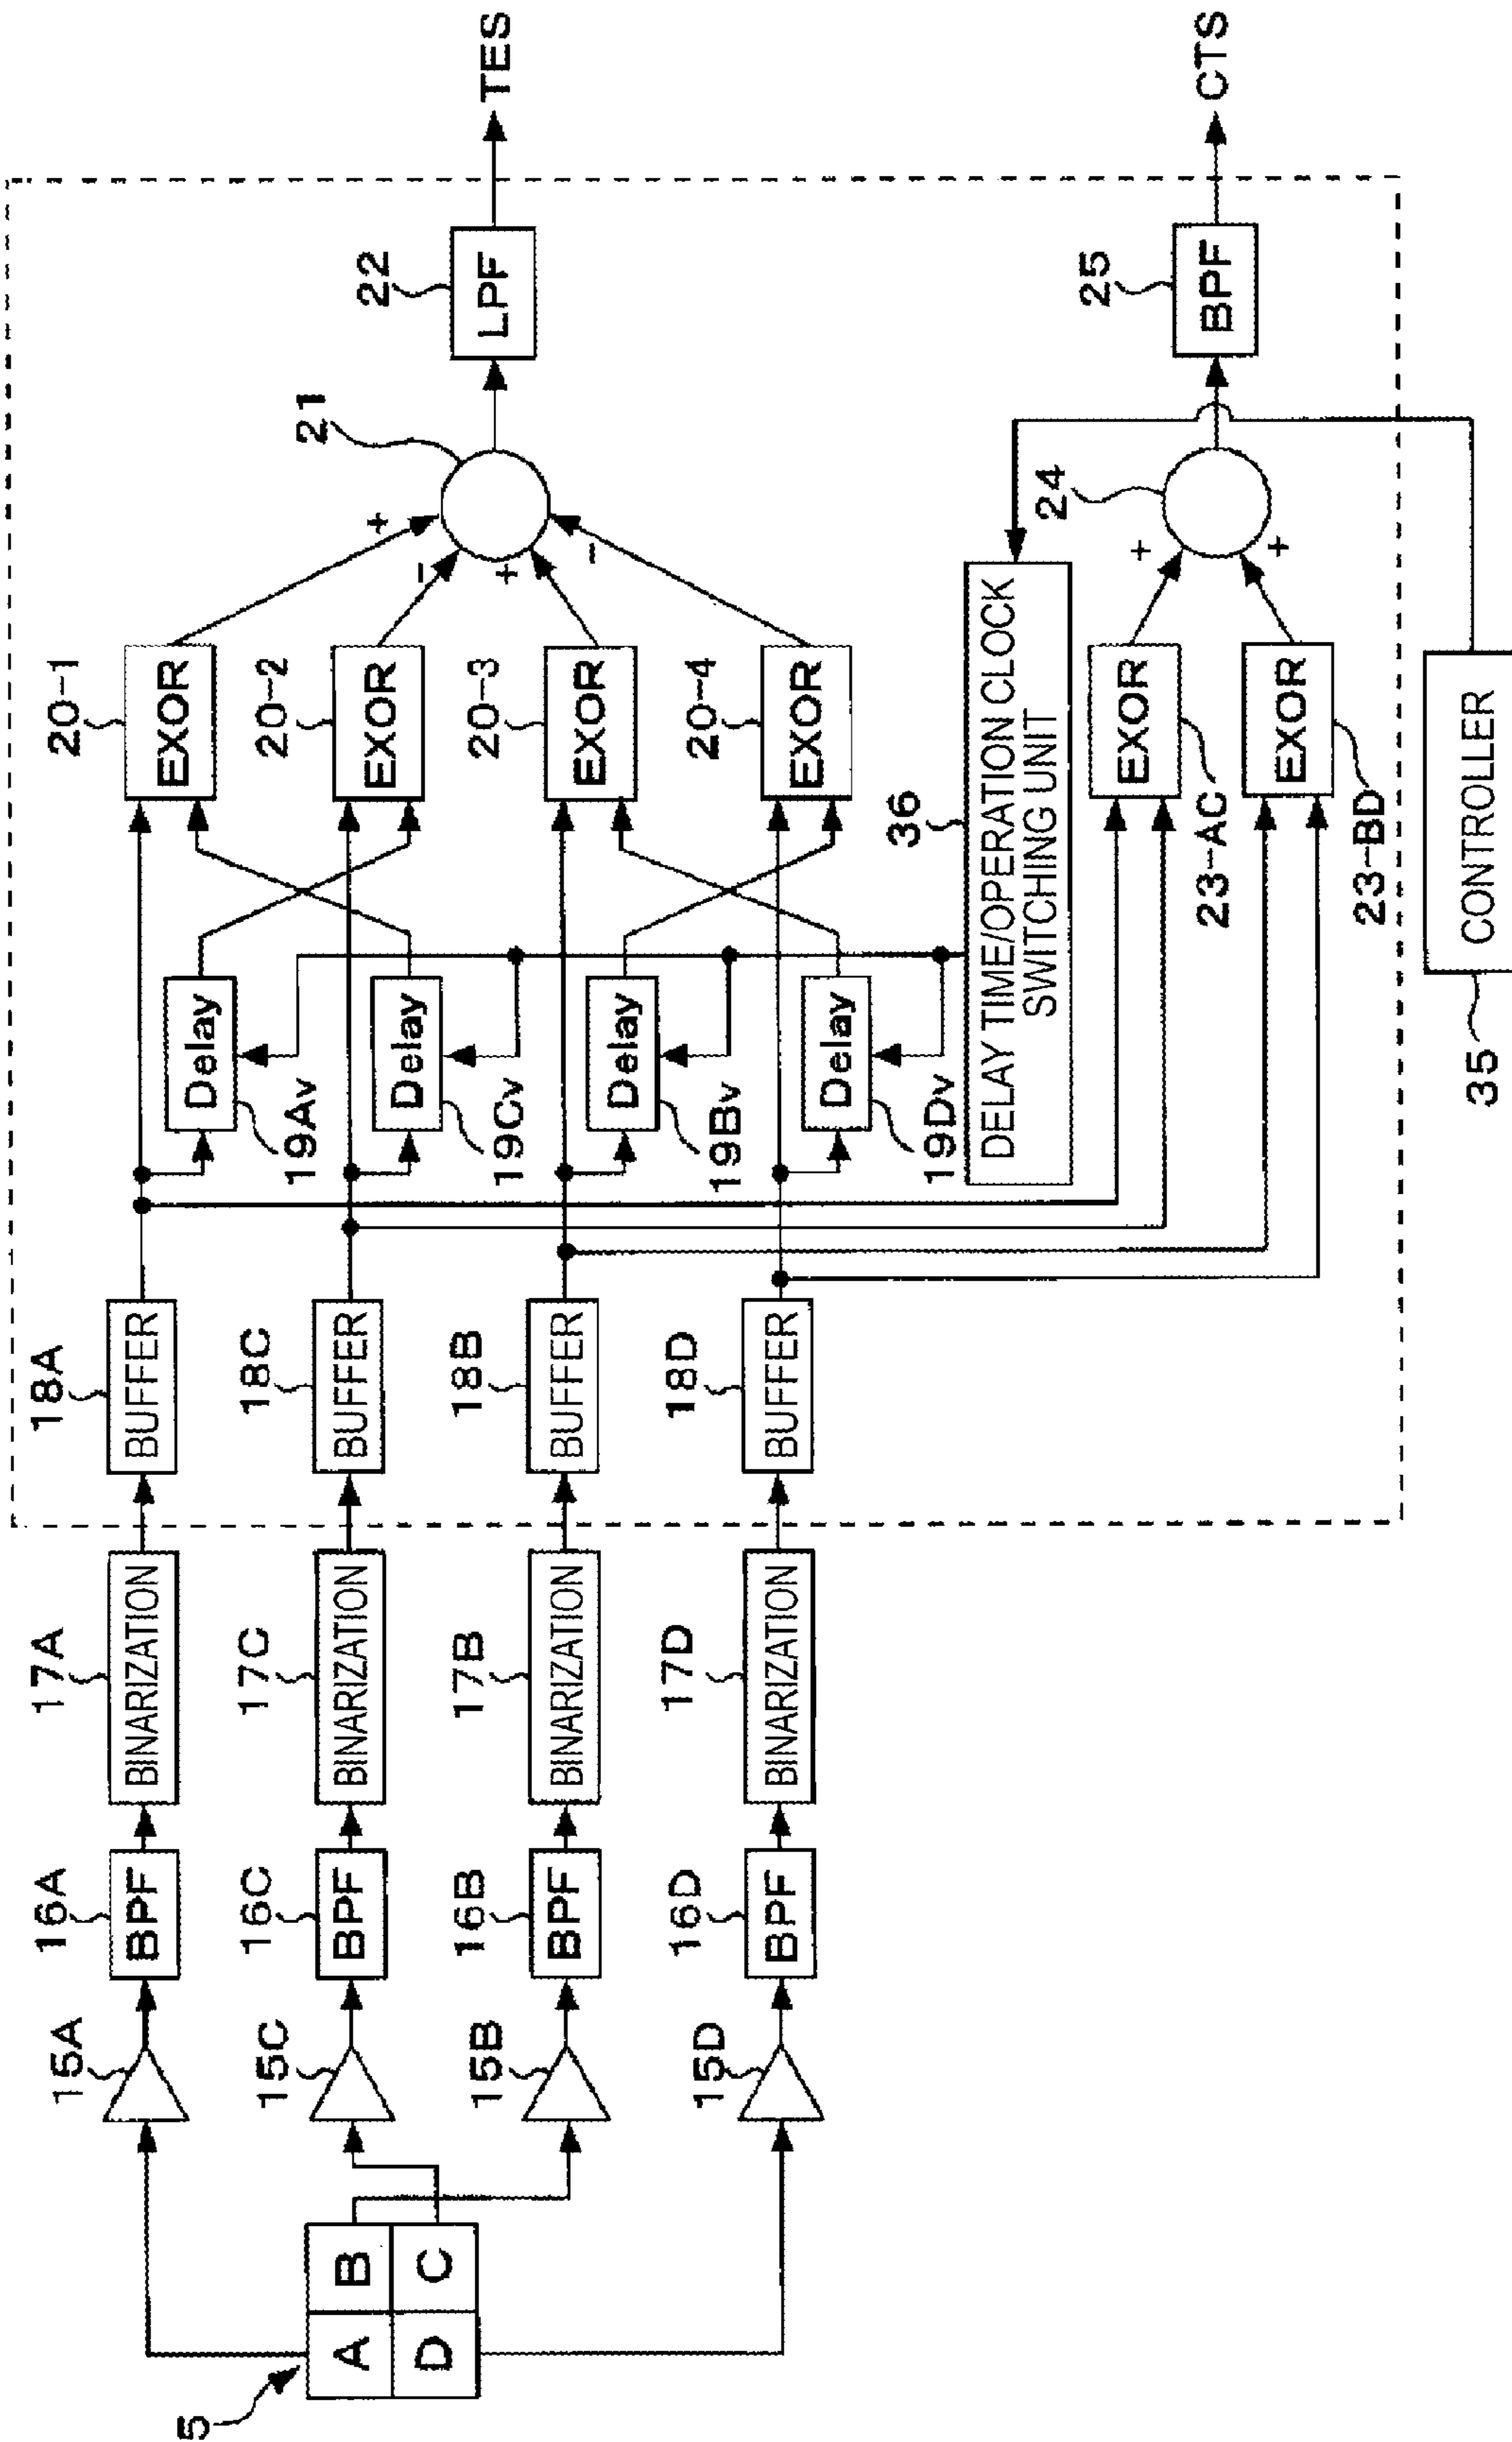 5
A
B
D
C
15A
15C
15B
15D
16A
BPF
16C
BPF
16B
BPF
16D
BPF
17A
BINARIZATION
17C
BINARIZATION
17B
BINARIZATION
17D
BINARIZATION
18A
BUFFER
18C
BUFFER
18B
BUFFER
18D
BUFFER
Delay
19Av
Delay
19Cv
Delay
19Bv
Delay
19Dv
20-1
EXOR
20-2
EXOR
20-3
EXOR
20-4
EXOR
36
DELAY TIME/OPERATION CLOCK
SWITCHING UNIT
EXOR
23-AC
EXOR
23-BD
CONTROLLER
35
21
+
-
+
-
24
+
+
22
LPF
TES
25
BPF
CTS